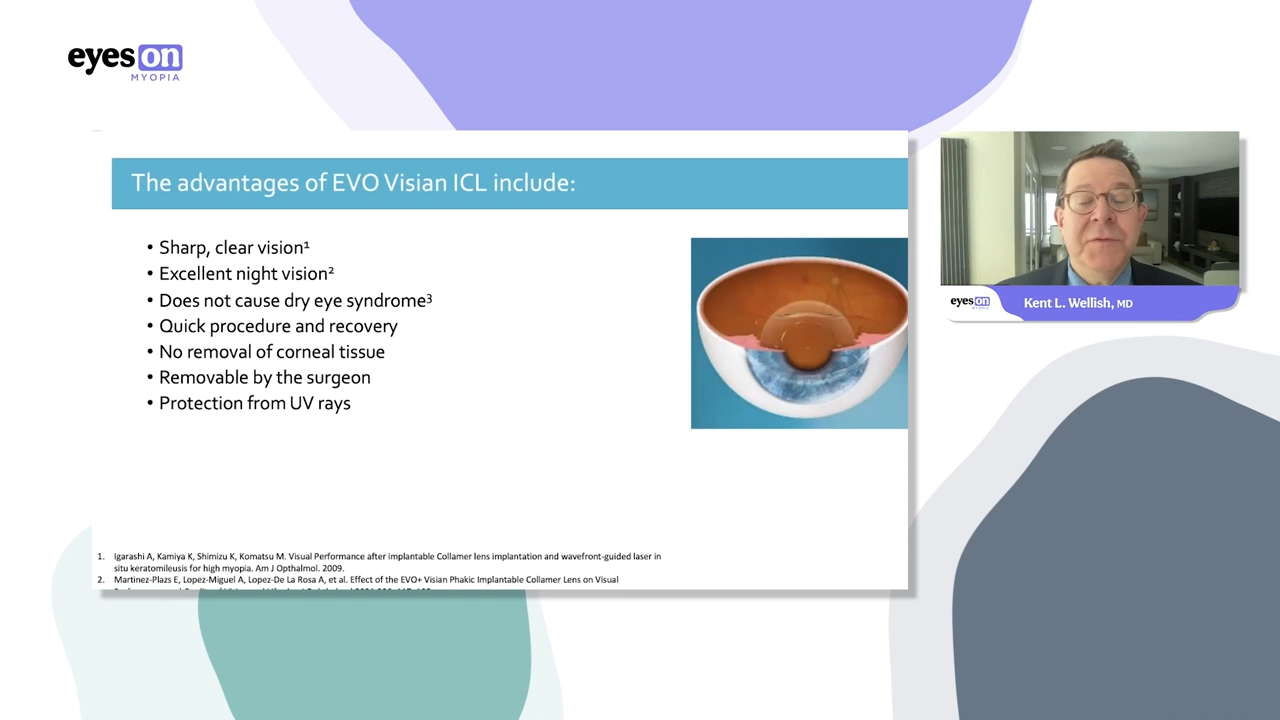 eyes on
MYOPIA
The advantages of EVO Visian ICL include:
• Sharp, clear vision¹
• Excellent night vision²
• Does not cause dry eye syndrome³
• Quick procedure and recovery
• No removal of corneal tissue
• Removable by the surgeon
• Protection from UV rays
1. Igarashi A, Kamiya K, Shimizu K, Komatsu M. Visual Performance after implantable Collamer lens implantation and wavefront-guided laser in
situ keratomileusis for high myopia. Am J Opthalmol. 2009.
2. Martinez-Plazs E, Lopez-Miguel A, Lopez-De La Rosa A, et al. Effect of the EVO+ Visian Phakic Implantable Collamer Lens on Visual
eyes on
MYOPIA
Kent L. Wellish, MD